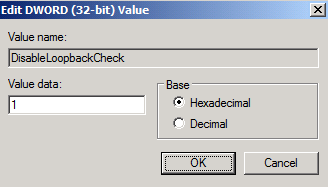 Edit DWORD (32-bit) Value
Value name:
DisableLoopbackCheck
Value data:
1
Base
Hexadecimal
Decimal
OK
Cancel